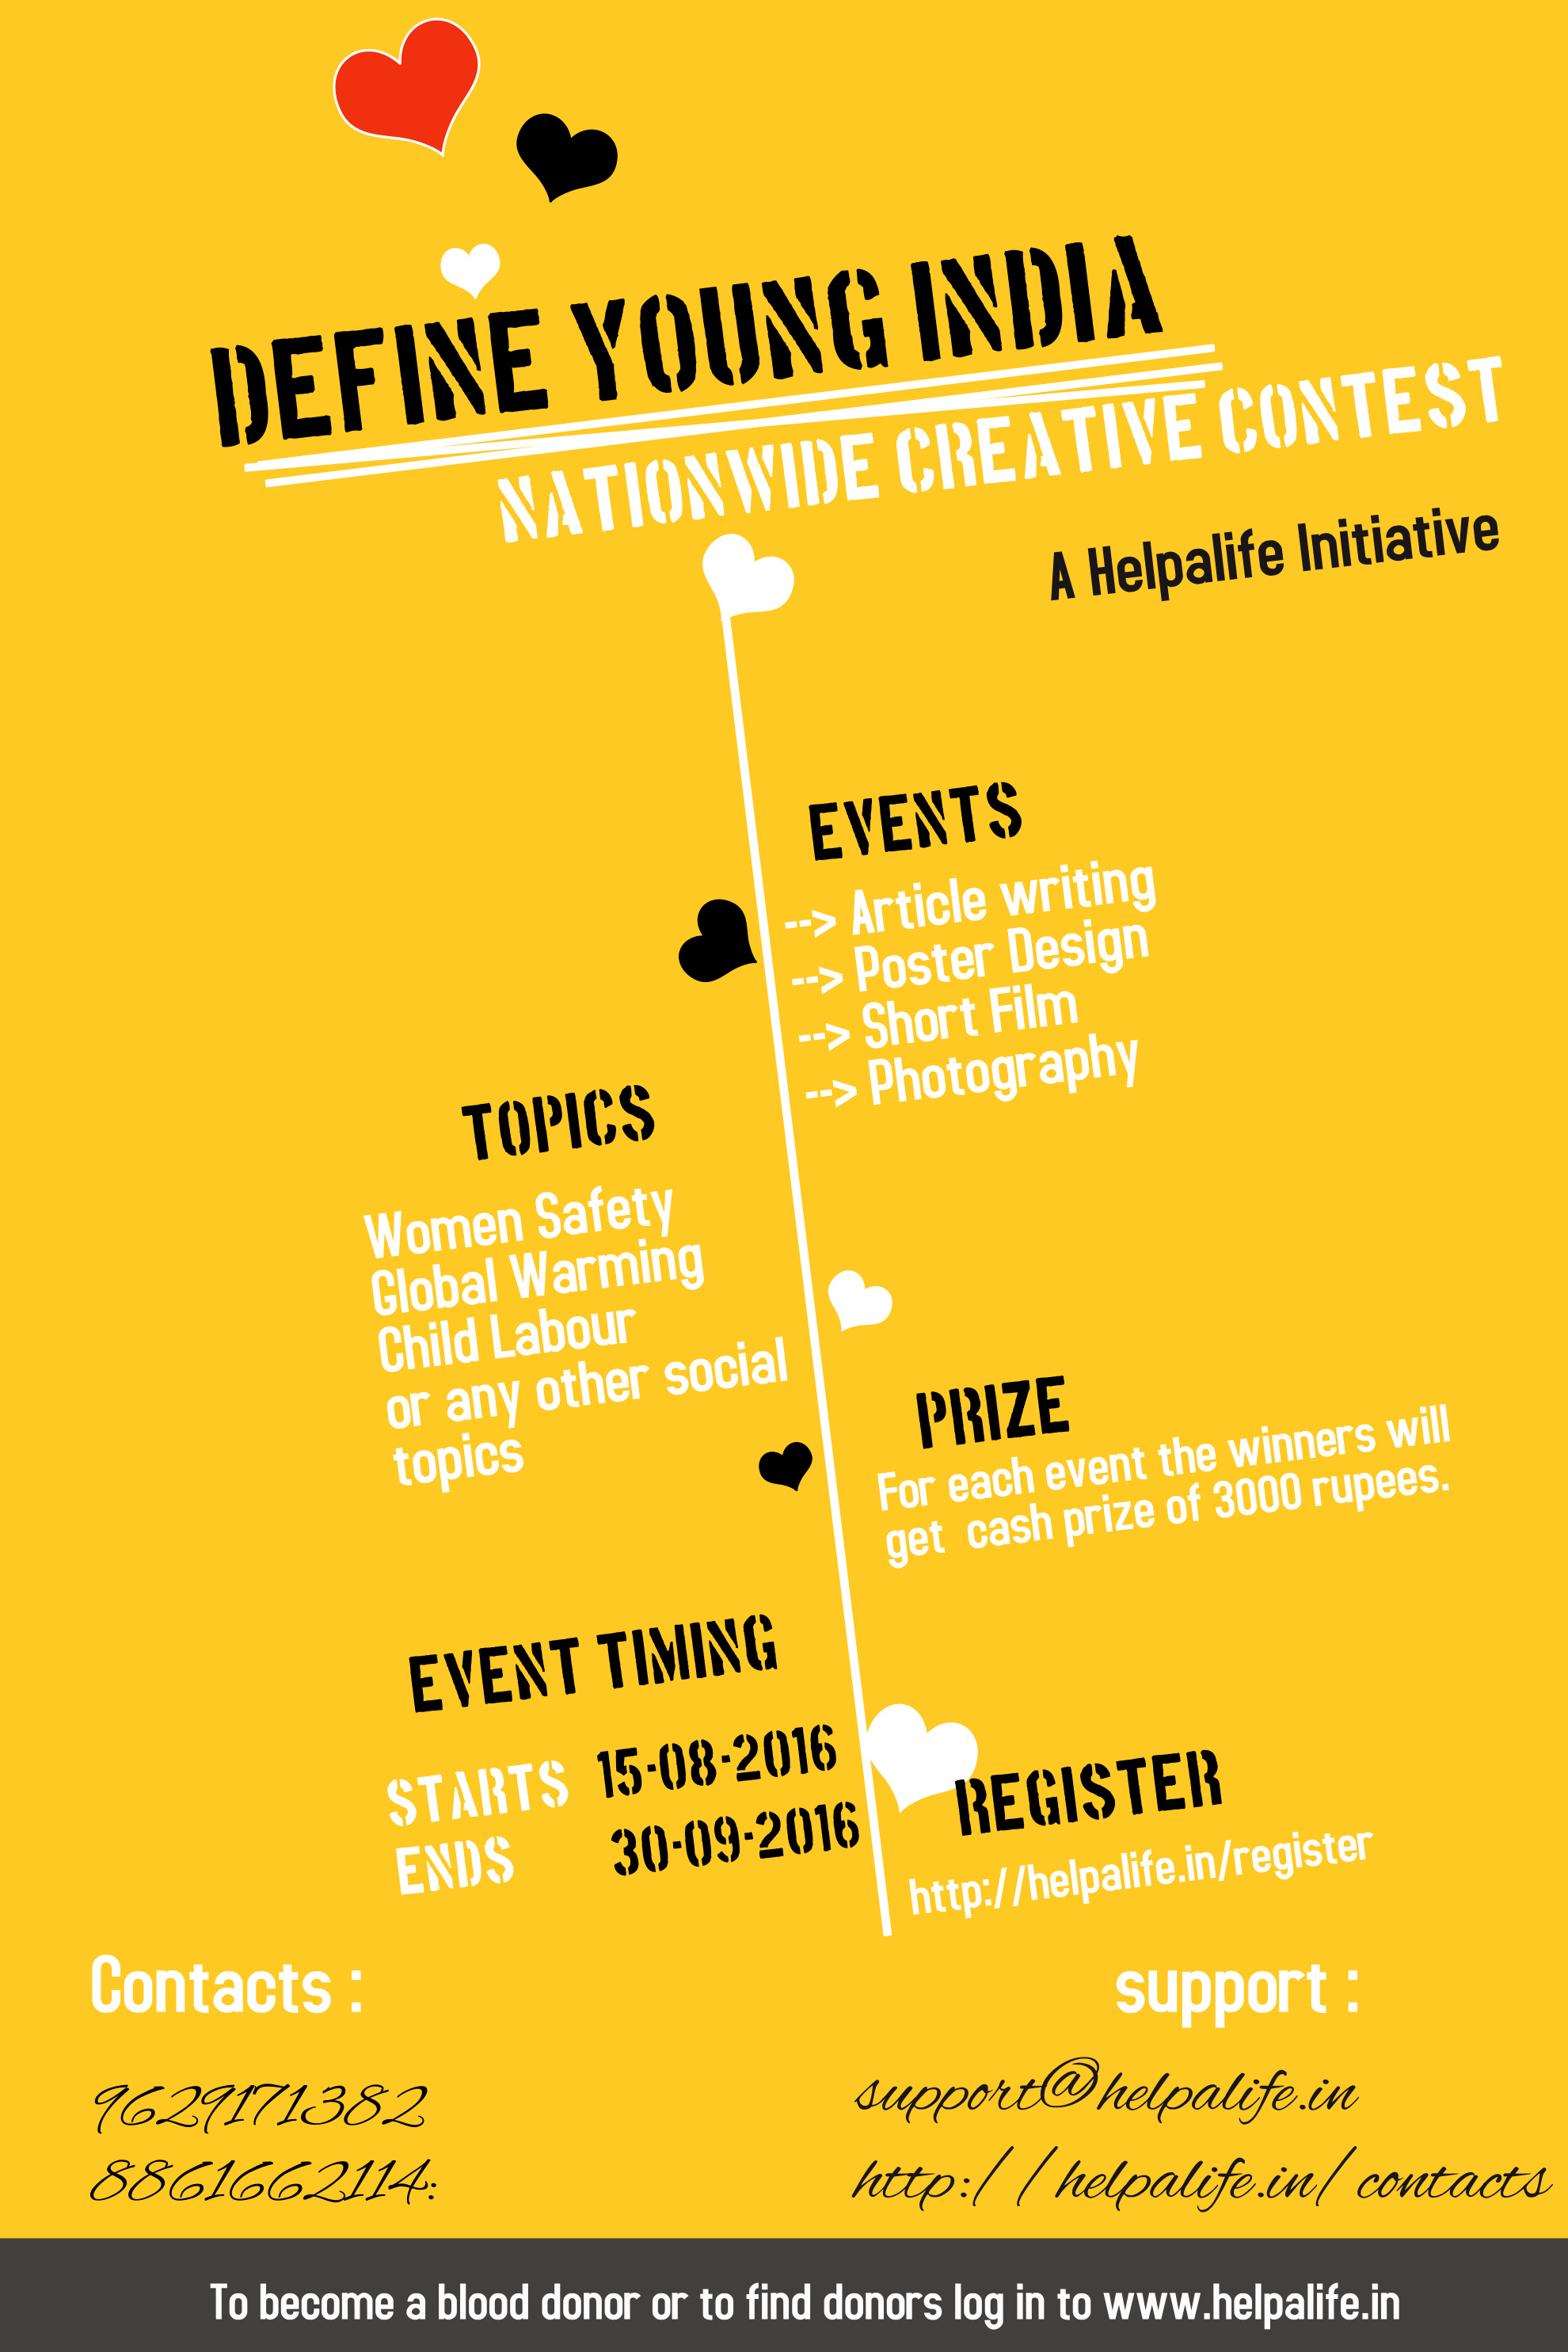 DEFINE YOUNG INDIA
NATIONWIDE CREATIVE CONTEST
A Helpalife Initiative
EVENTS
--> Article writing
--> Poster Design
--> Short Film
--> Photography
TOPICS
Women Safety
Global Warming
Child Labour
or any other social
topics
PRIZE
For each event the winners will
get cash prize of 3000 rupees.
EVENT TIMING
STARTS 15-08-2016
ENDS 30-09-2016
REGISTER
http://helpalife.in/register
Contacts :
9629171382
8861662114:
support :
support@helpalife.in
http://helpalife.in/contacts
To become a blood donor or to find donors log in to www.helpalife.in